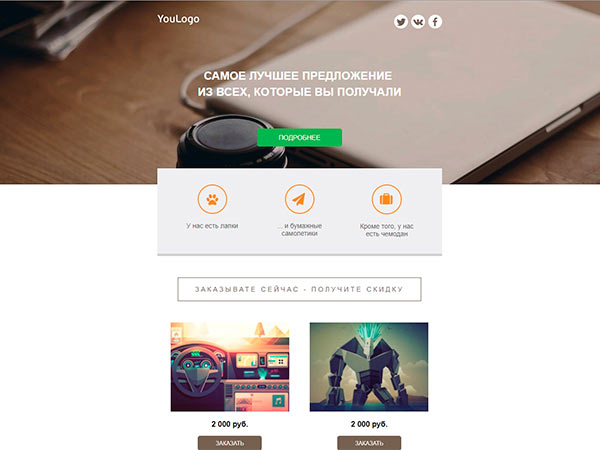 YouLogo
САМОЕ ЛУЧШЕЕ ПРЕДЛОЖЕНИЕ
ИЗ ВСЕХ, КОТОРЫЕ ВЫ ПОЛУЧАЛИ
ПОДРОБНЕЕ
У нас есть лапки
... и бумажные
самолетики
Кроме того, у нас
есть чемодан
ЗАКАЗЫВАТЕ СЕЙЧАС - ПОЛУЧИТЕ СКИДКУ
2 000 руб.
2 000 руб.
ЗАКАЗАТЬ
ЗАКАЗАТЬ